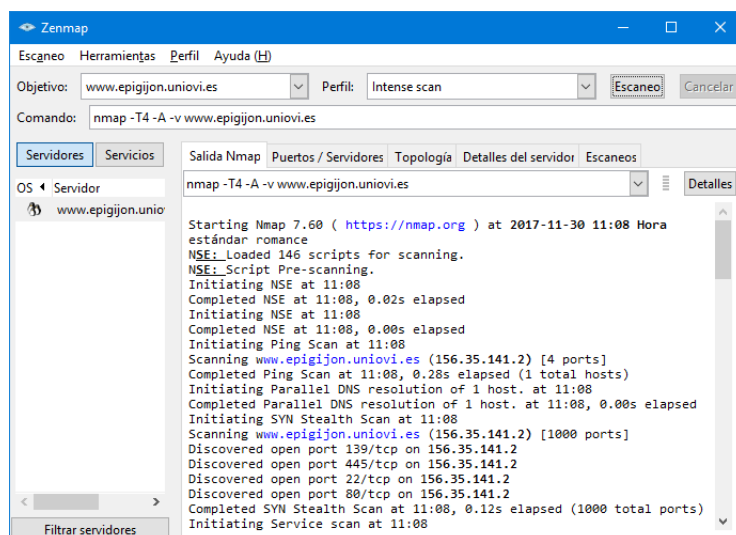 Zenmap
Escaneo Herramientas Perfil Ayuda (H)
Objetivo: www.epigijon.uniovi.es Perfil: Intense scan Escaneo Cancelar
Comando: nmap -T4 -A -v www.epigijon.uniovi.es
Servidores Servicios
OS Servidor
www.epigijon.unio
Filtrar servidores
Salida Nmap Puertos / Servidores Topología Detalles del servidor Escaneos
nmap -T4 -A -v www.epigijon.uniovi.es Detalles
Starting Nmap 7.60 ( https://nmap.org ) at 2017-11-30 11:08 Hora
estándar romance
NSE: Loaded 146 scripts for scanning.
NSE: Script Pre-scanning.
Initiating NSE at 11:08
Completed NSE at 11:08, 0.02s elapsed
Initiating NSE at 11:08
Completed NSE at 11:08, 0.00s elapsed
Initiating Ping Scan at 11:08
Scanning www.epigijon.uniovi.es (156.35.141.2) [4 ports]
Completed Ping Scan at 11:08, 0.28s elapsed (1 total hosts)
Initiating Parallel DNS resolution of 1 host. at 11:08
Completed Parallel DNS resolution of 1 host. at 11:08, 0.00s elapsed
Initiating SYN Stealth Scan at 11:08
Scanning www.epigijon.uniovi.es (156.35.141.2) [1000 ports]
Discovered open port 139/tcp on 156.35.141.2
Discovered open port 445/tcp on 156.35.141.2
Discovered open port 22/tcp on 156.35.141.2
Discovered open port 80/tcp on 156.35.141.2
Completed SYN Stealth Scan at 11:08, 0.12s elapsed (1000 total ports)
Initiating Service scan at 11:08